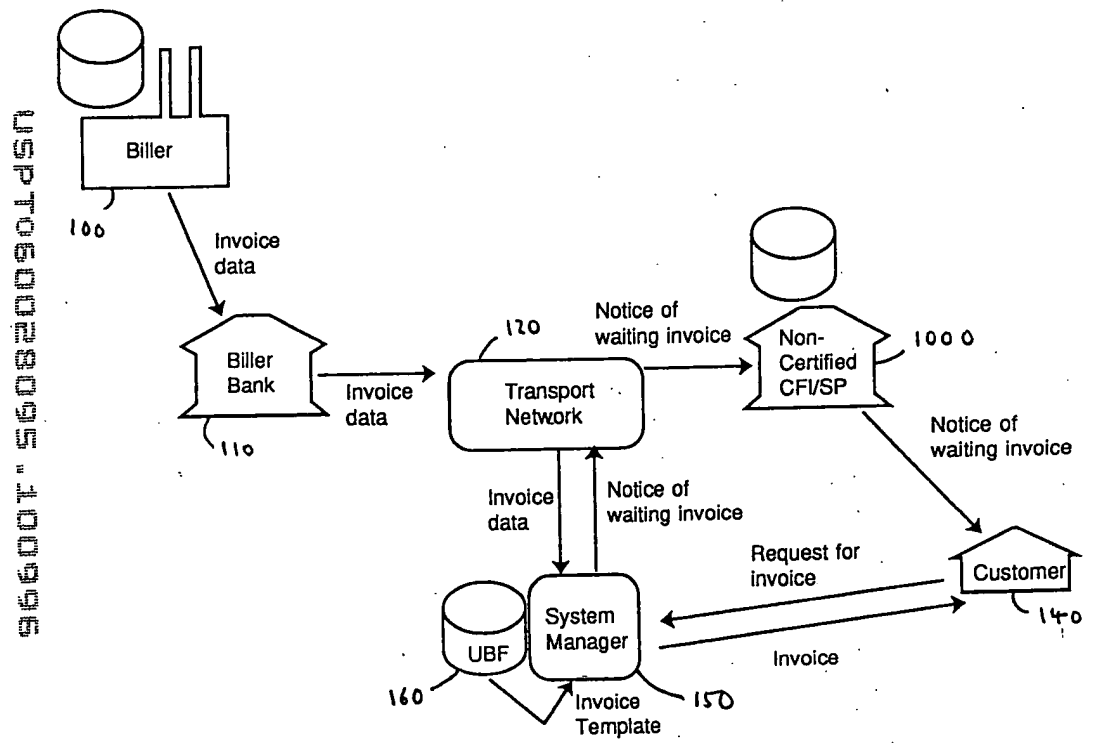 USPTO60028095.100996
Biller
100
Invoice
data
Biller
Bank
110
Invoice
data
120
Transport
Network
Notice of
waiting invoice
Non-
Certified
CFI/SP
1000
Notice of
waiting invoice
Invoice
data
Notice of
waiting invoice
Request for
invoice
Customer
140
Invoice
System
Manager
150
UBF
160
Invoice
Template